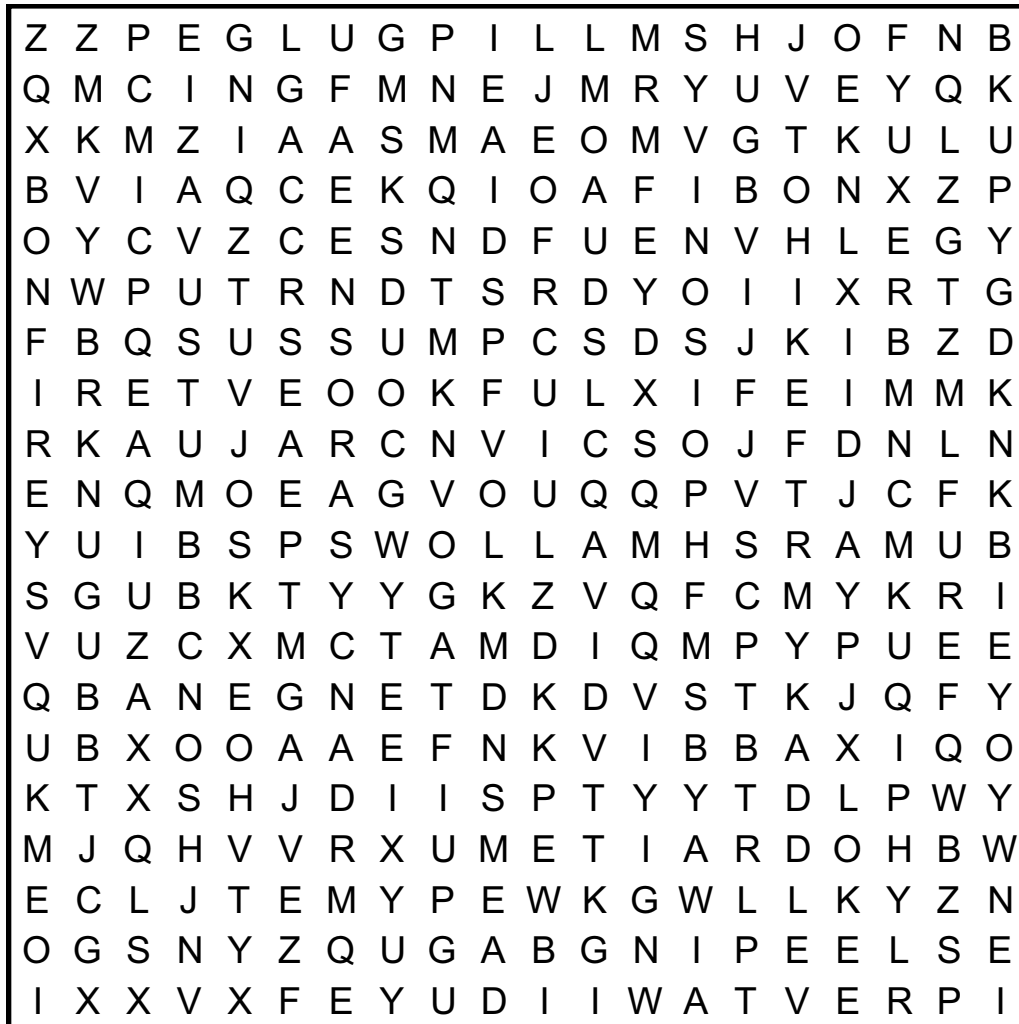 Z Z P E G L U G P I L L M S H J O F N B
Q M C I N G F M N E J M R Y U V E Y Q K
X K M Z I A A S M A E O M V G T K U L U
B V I A Q C E K Q I O A F I B O N X Z P
O Y C V Z C E S N D F U E N V H L E G Y
N W P U T R N D T S R D Y O I I X R T G
F B Q S U S S U M P C S D S J K I B Z D
I R E T V E O O K F U L X I F E I M M K
R K A U J A R C N V I C S O J F D N L N
E N Q M O E A G V O U Q Q P V T J C F K
Y U I B S P S W O L L A M H S R A M U B
S G U B K T Y Y G K Z V Q F C M Y K R I
V U Z C X M C T A M D I Q M P Y P U E E
Q B A N E G N E T D K D V S T K J Q F Y
U B X O O A A E F N K V I B B A X I Q O
K T X S H J D I I S P T Y Y T D L P W Y
M J Q H V V R X U M E T I A R D O H B W
E C L J T E M Y P E W K G W L L K Y Z N
O G S N Y Z Q U G A B G N I P E E L S E
I X X V X F E Y U D I I W A T V E R P I